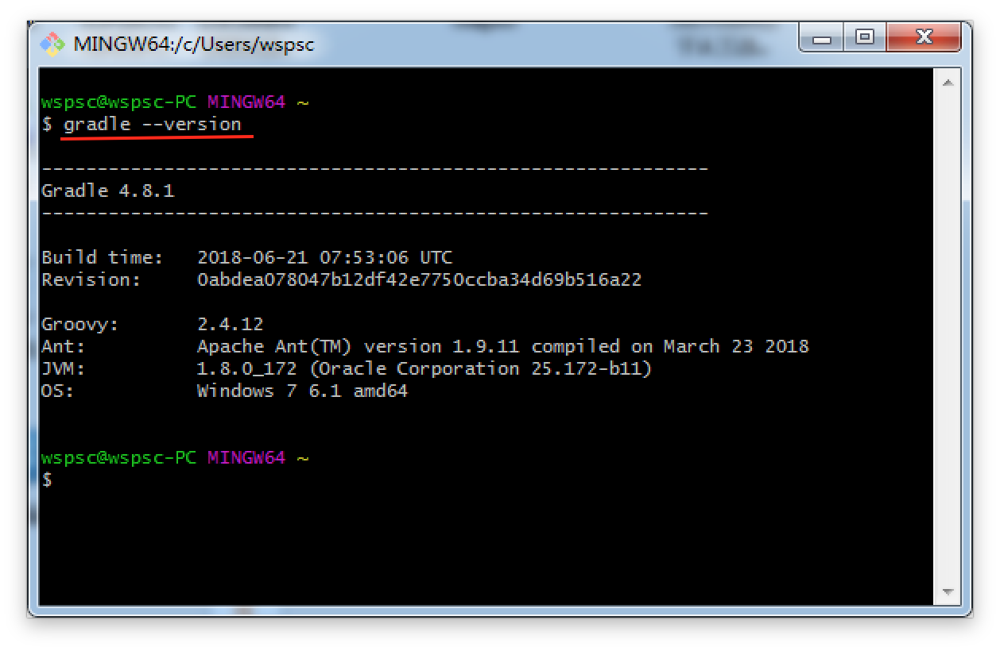 MINGW64:/c/Users/wspsc
wspsc@wspsc-PC MINGW64 ~
$ gradle --version
------------------------------------------------------------
Gradle 4.8.1
------------------------------------------------------------
Build time:   2018-06-21 07:53:06 UTC
Revision:     0abdea078047b12df42e7750ccba34d69b516a22
Groovy:       2.4.12
Ant:          Apache Ant(TM) version 1.9.11 compiled on March 23 2018
JVM:          1.8.0_172 (Oracle Corporation 25.172-b11)
OS:           Windows 7 6.1 amd64
wspsc@wspsc-PC MINGW64 ~
$